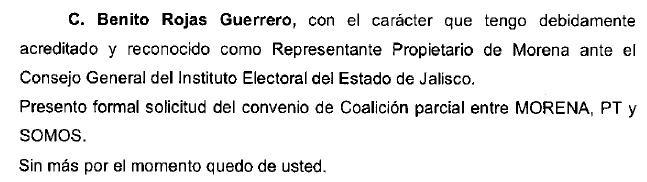 C. Benito Rojas Guerrero, con el carácter que tengo debidamente
acreditado y reconocido como Representante Propietario de Morena ante el
Consejo General del Instituto Electoral del Estado de Jalisco.
Presento formal solicitud del convenio de Coalición parcial entre MORENA, PT y
SOMOS.
Sin más por el momento quedo de usted.